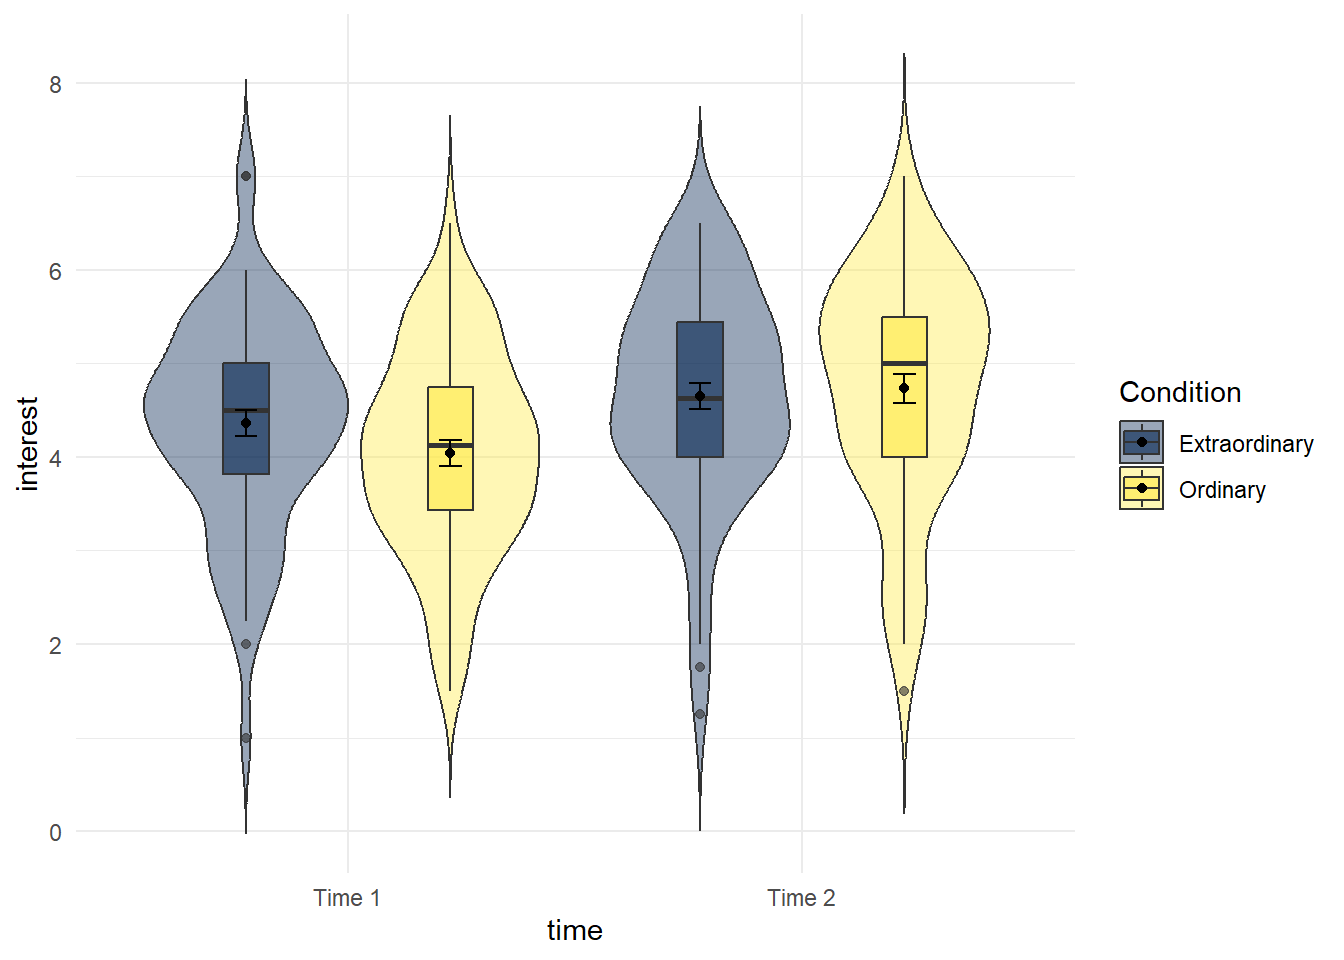 8
6
4
2
0
interest
Time 1
Time 2
time
Condition
Extraordinary
Ordinary